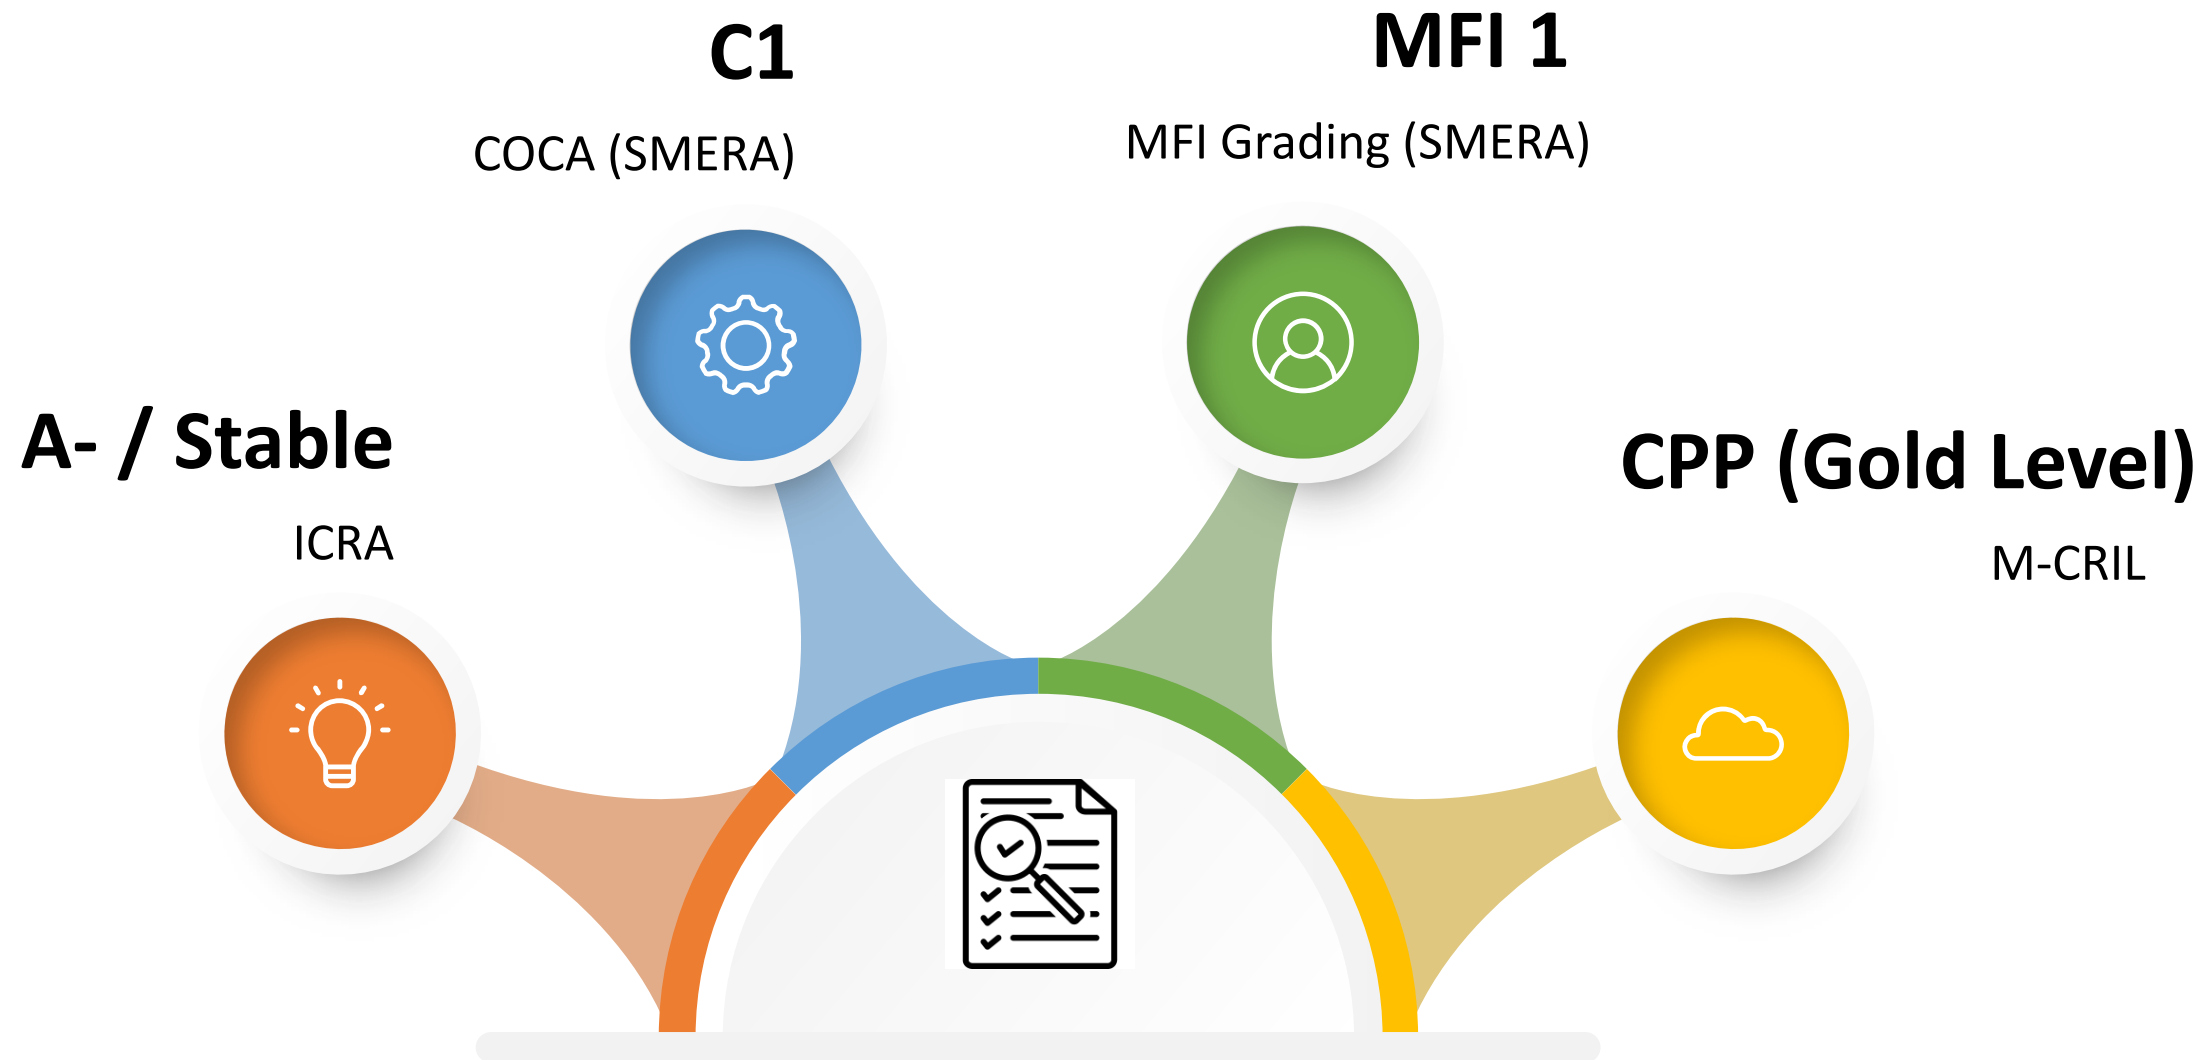 C1
COCA (SMERA)
MFI 1
MFI Grading (SMERA)
A- / Stable
ICRA
CPP (Gold Level)
M-CRIL